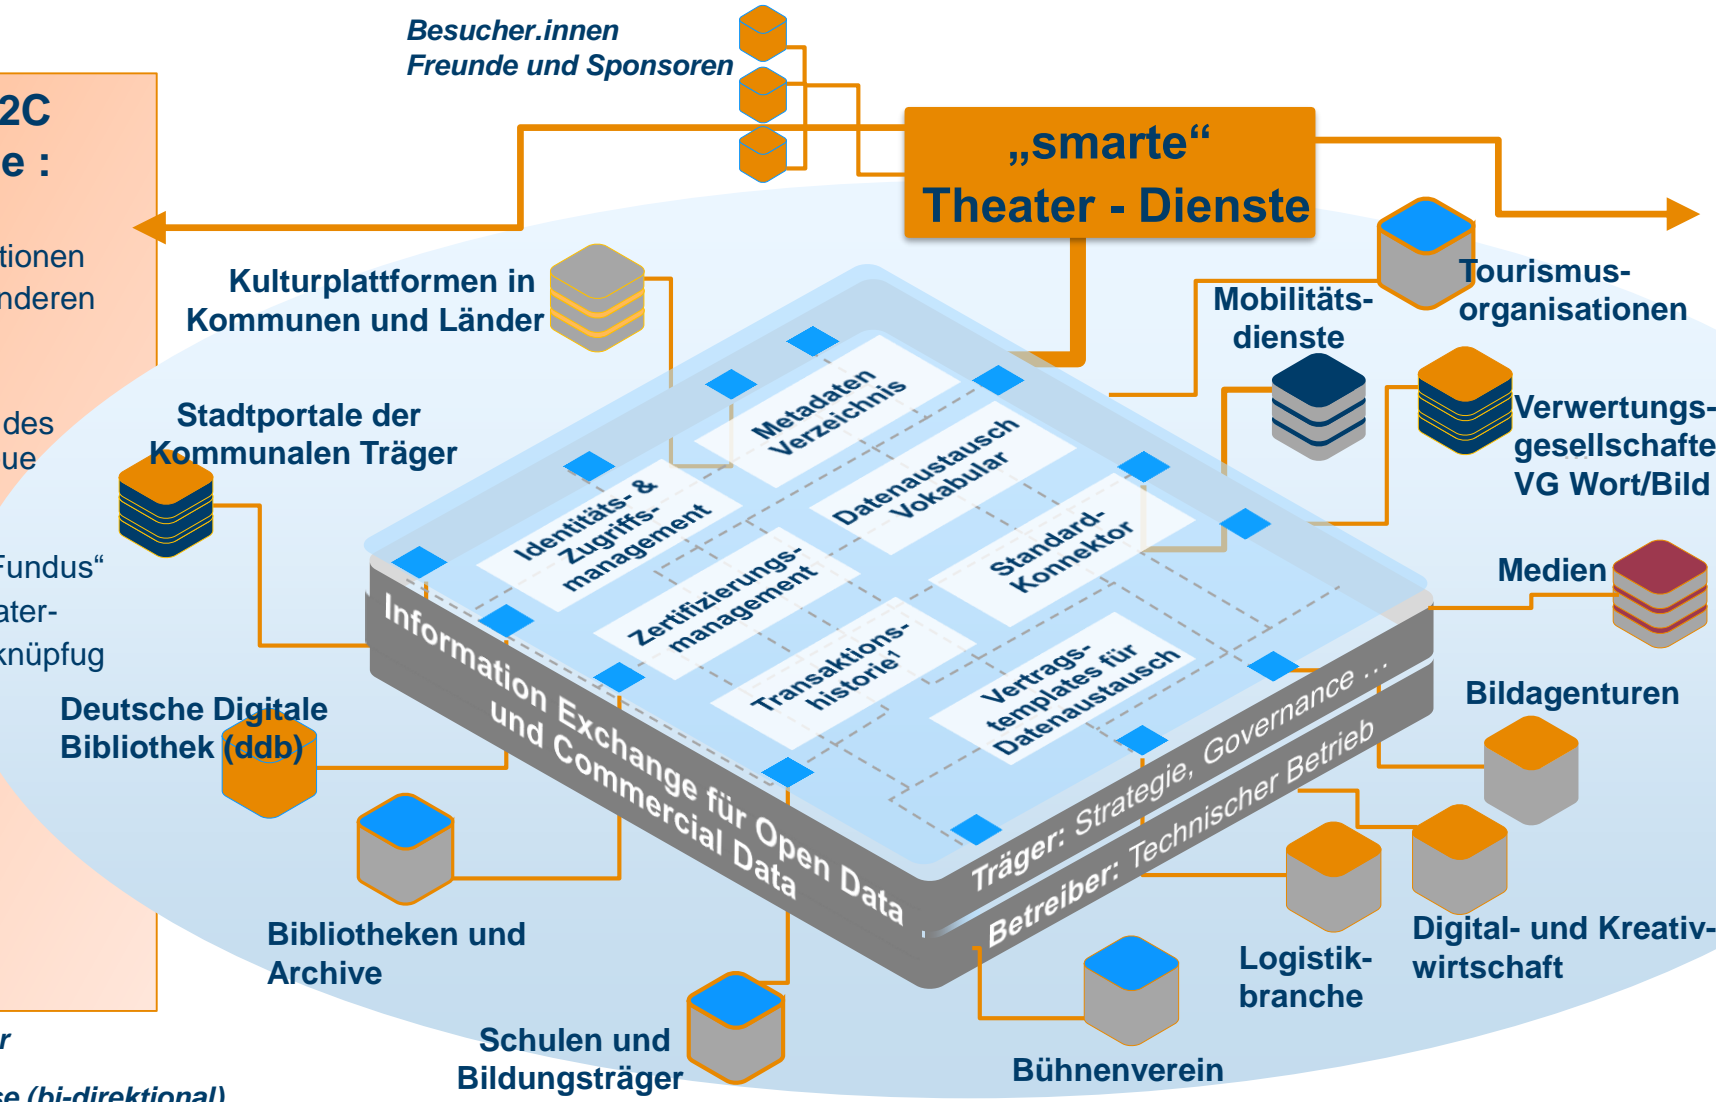 Besucher.innen
Freunde und Sponsoren
2C
e :
tionen
nderen
des
ue
Fundus“
ater-
knüpfug
r
se (bi-direktional)
„smarte“
Theater - Dienste
Kulturplattformen in
Kommunen und Länder
Stadtportale der
Kommunalen Träger
Deutsche Digitale
Bibliothek (ddb)
Bibliotheken und
Archive
Schulen und
Bildungsträger
Bühnenverein
Logistik-
branche
Digital- und Kreativ-
wirtschaft
Bildagenturen
Medien
Verwertungs-
gesellschafte
VG Wort/Bild
Tourismus-
organisationen
Mobilitäts-
dienste
Metadaten
Verzeichnis
Datenaustausch
Vokabular
Standard-
Konnektor
Identitäts- &
Zugriffs-
management
Zertifizierungs-
management
Transaktions-
historie¹
Vertrags-
templates für
Datenaustausch
Information Exchange für Open Data
und Commercial Data
Träger: Strategie, Governance ...
Betreiber: Technischer Betrieb